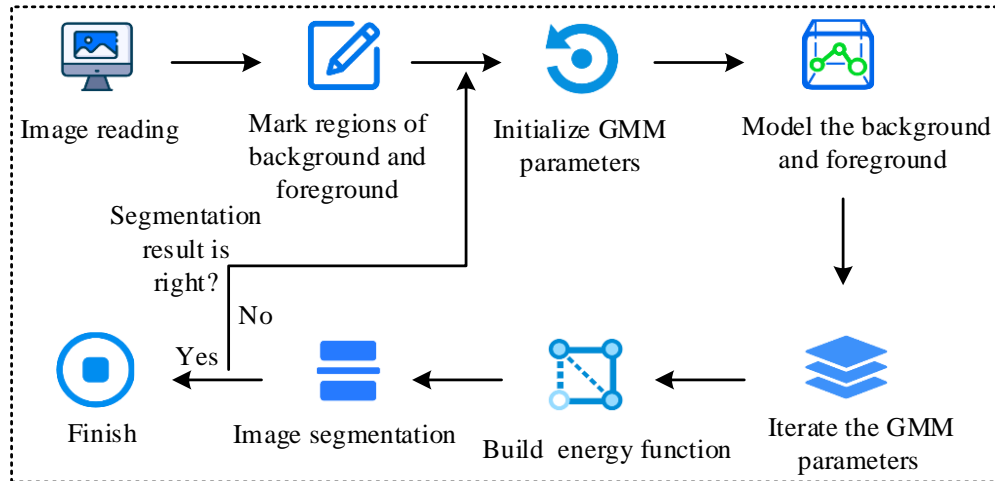 Image reading
Mark regions of
background and
foreground
Initialize GMM
parameters
Model the background
and foreground
Segmentation
result is
right?
No
Yes
Finish
Image segmentation
Build energy function
Iterate the GMM
parameters